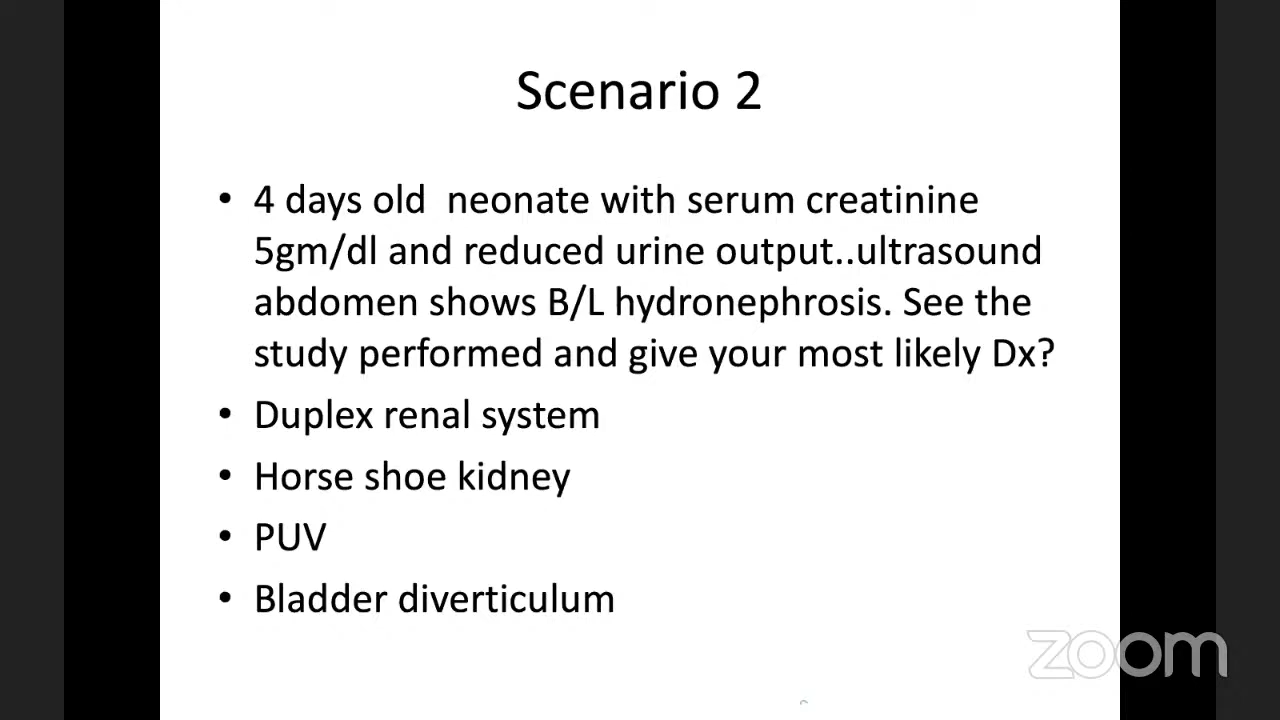 Scenario 2
• 4 days old  neonate with serum creatinine
5gm/dl and reduced urine output..ultrasound
abdomen shows B/L hydronephrosis. See the
study performed and give your most likely Dx?
• Duplex renal system
• Horse shoe kidney
• PUV
• Bladder diverticulum
zoom